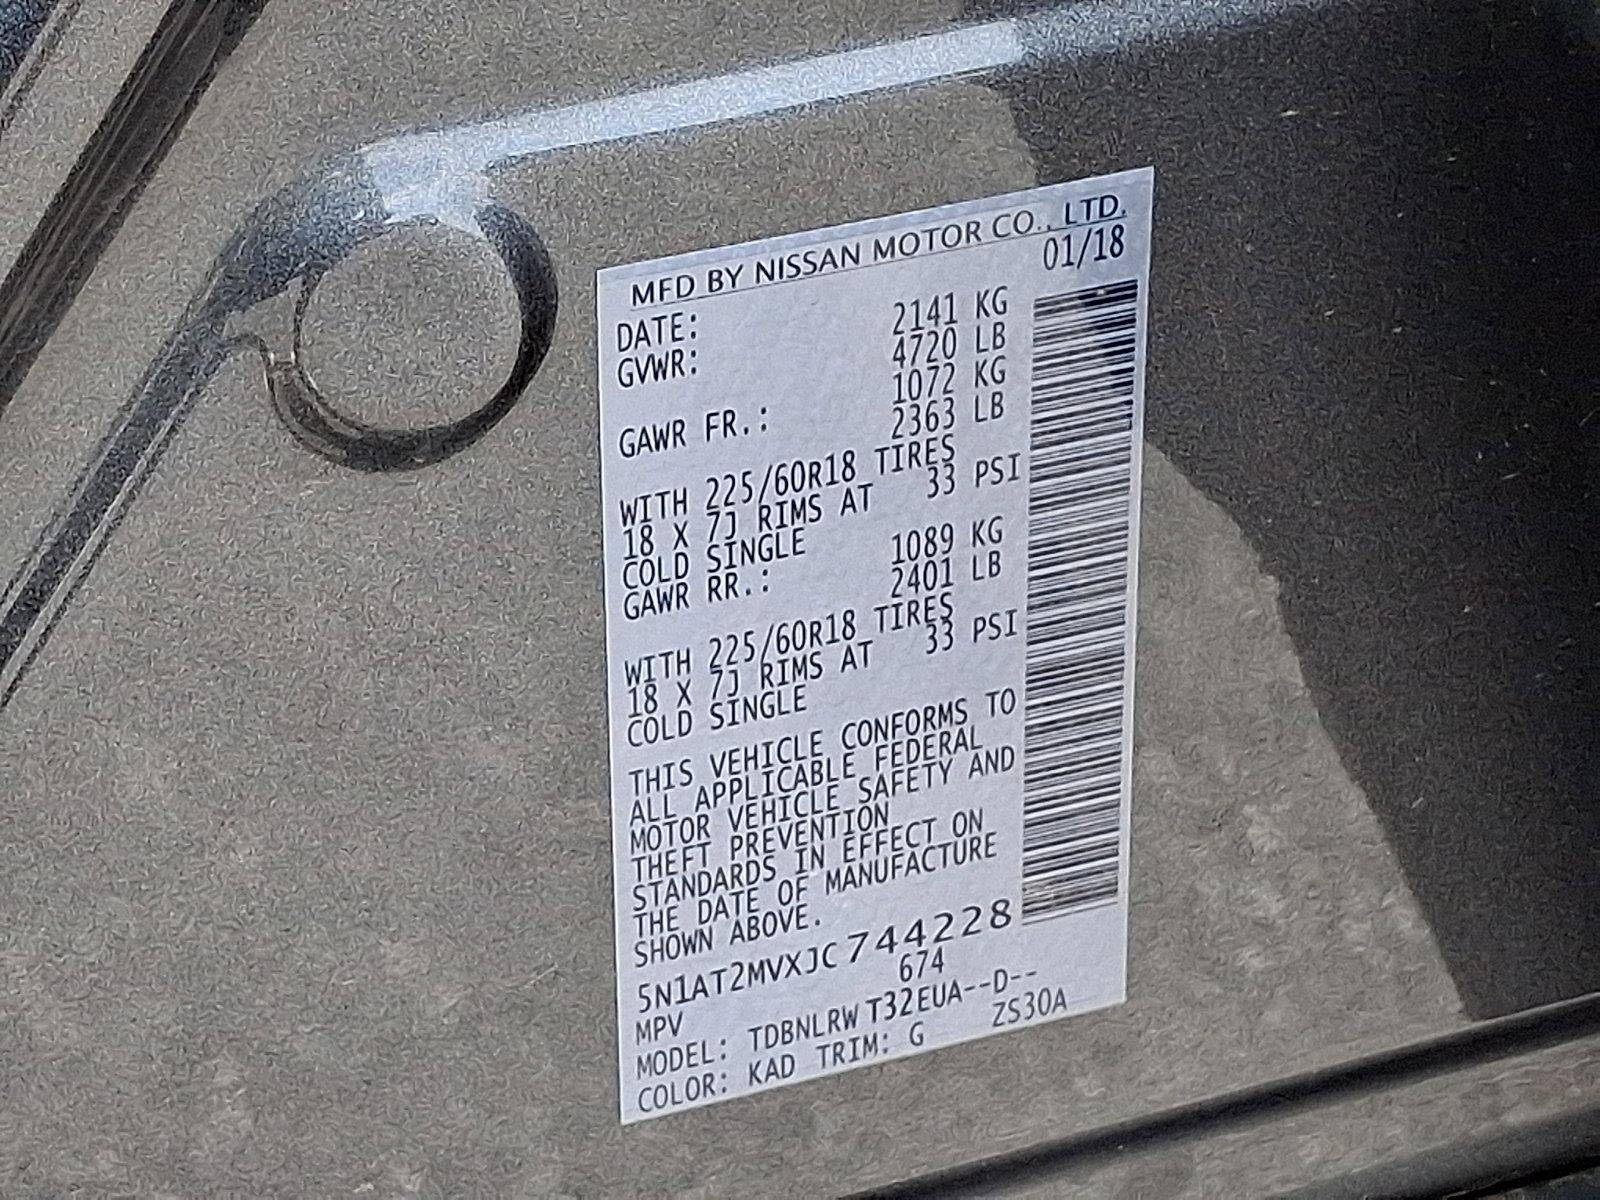 MFD BY NISSAN MOTOR CO., LTD.
DATE: 01/18
GVWR: 2141 KG
4720 LB
GAWR FR.: 1072 KG
2363 LB
WITH 225/60R18 TIRES
18 X 7J RIMS AT 33 PSI
COLD SINGLE
GAWR RR.: 1089 KG
2401 LB
WITH 225/60R18 TIRES
18 X 7J RIMS AT 33 PSI
COLD SINGLE
THIS VEHICLE CONFORMS TO
ALL APPLICABLE FEDERAL
MOTOR VEHICLE SAFETY AND
THEFT PREVENTION
STANDARDS IN EFFECT ON
THE DATE OF MANUFACTURE
SHOWN ABOVE.
5N1AT2MVXJC744228
MPV 674
MODEL: TDBNLRW T32EUA--D--
COLOR: KAD TRIM: G ZS30A